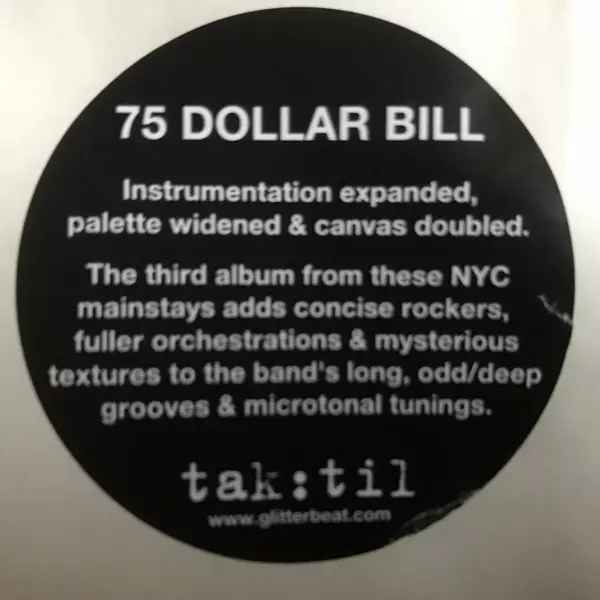 75 DOLLAR BILL
Instrumentation expanded,
palette widened & canvas doubled.
The third album from these NYC
mainstays adds concise rockers,
fuller orchestrations & mysterious
textures to the band's long, odd/deep
grooves & microtonal tunings.
tak:til
www.glitterbeat.com